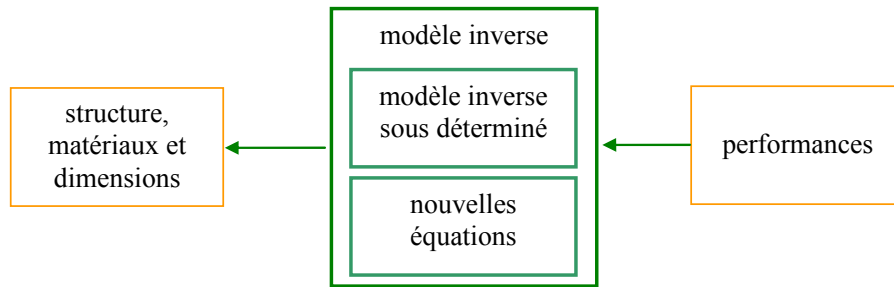 structure,
matériaux et
dimensions
modèle inverse
modèle inverse
sous déterminé
nouvelles
équations
performances